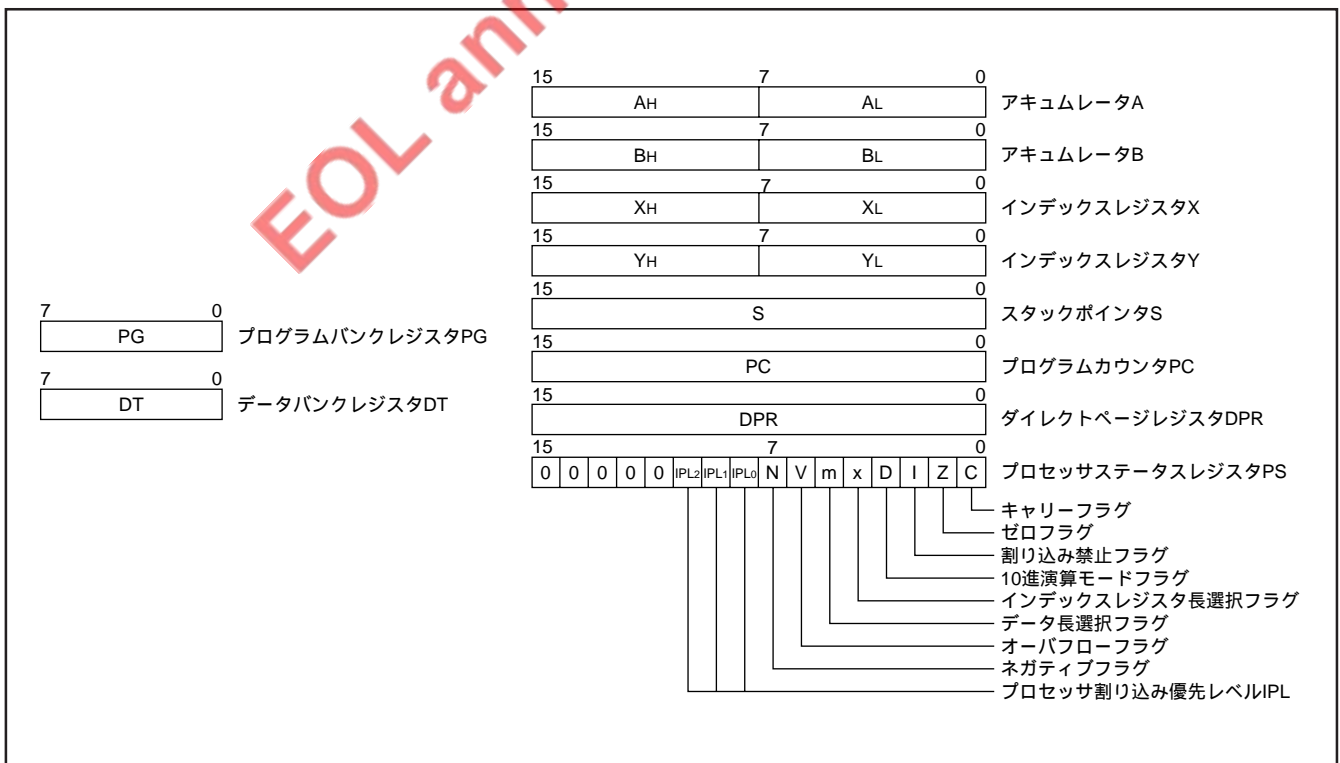 EOL ann
15 7 0
AH AL アキュムレータA
15 7 0
BH BL アキュムレータB
15 7 0
XH XL インデックスレジスタX
15 7 0
YH YL インデックスレジスタY
15 0
S スタックポインタS
7 0
PG プログラムバンクレジスタPG
15 0
PC プログラムカウンタPC
7 0
DT データバンクレジスタDT
15 0
DPR ダイレクトページレジスタDPR
15 7 0
0 0 0 0 0 IPL2 IPL1 IPL0 N V m x D I Z C プロセッサステータスレジスタPS
キャリーフラグ
ゼロフラグ
割り込み禁止フラグ
10進演算モードフラグ
インデックスレジスタ長選択フラグ
データ長選択フラグ
オーバフローフラグ
ネガティブフラグ
プロセッサ割り込み優先レベルIPL